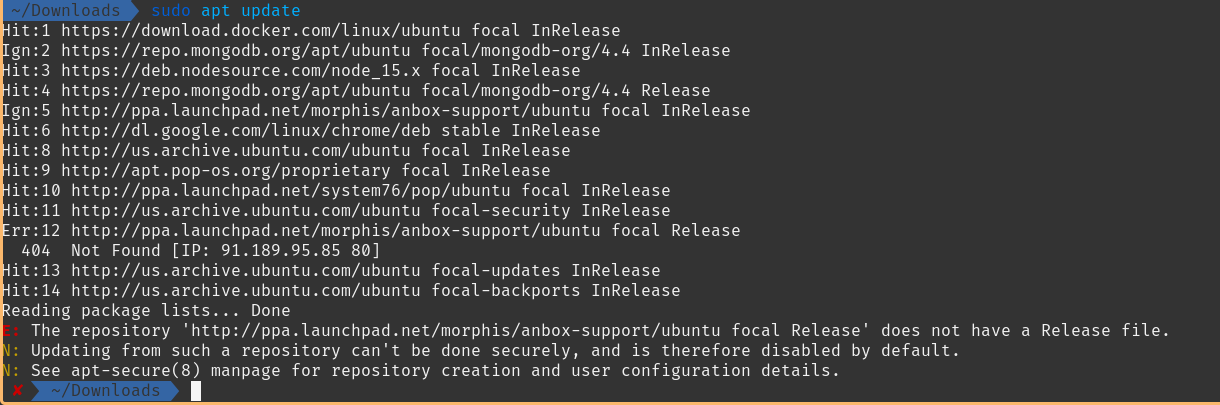 ~/Downloads sudo apt update
Hit:1 https://download.docker.com/linux/ubuntu focal InRelease
Ign:2 https://repo.mongodb.org/apt/ubuntu focal/mongodb-org/4.4 InRelease
Hit:3 https://deb.nodesource.com/node_15.x focal InRelease
Hit:4 https://repo.mongodb.org/apt/ubuntu focal/mongodb-org/4.4 Release
Ign:5 http://ppa.launchpad.net/morphis/anbox-support/ubuntu focal InRelease
Hit:6 http://dl.google.com/linux/chrome/deb stable InRelease
Hit:8 http://us.archive.ubuntu.com/ubuntu focal InRelease
Hit:9 http://apt.pop-os.org/proprietary focal InRelease
Hit:10 http://ppa.launchpad.net/system76/pop/ubuntu focal InRelease
Hit:11 http://us.archive.ubuntu.com/ubuntu focal-security InRelease
Err:12 http://ppa.launchpad.net/morphis/anbox-support/ubuntu focal Release
  404  Not Found [IP: 91.189.95.85 80]
Hit:13 http://us.archive.ubuntu.com/ubuntu focal-updates InRelease
Hit:14 http://us.archive.ubuntu.com/ubuntu focal-backports InRelease
Reading package lists... Done
E: The repository 'http://ppa.launchpad.net/morphis/anbox-support/ubuntu focal Release' does not have a Release file.
N: Updating from such a repository can't be done securely, and is therefore disabled by default.
N: See apt-secure(8) manpage for repository creation and user configuration details.
✘ ~/Downloads